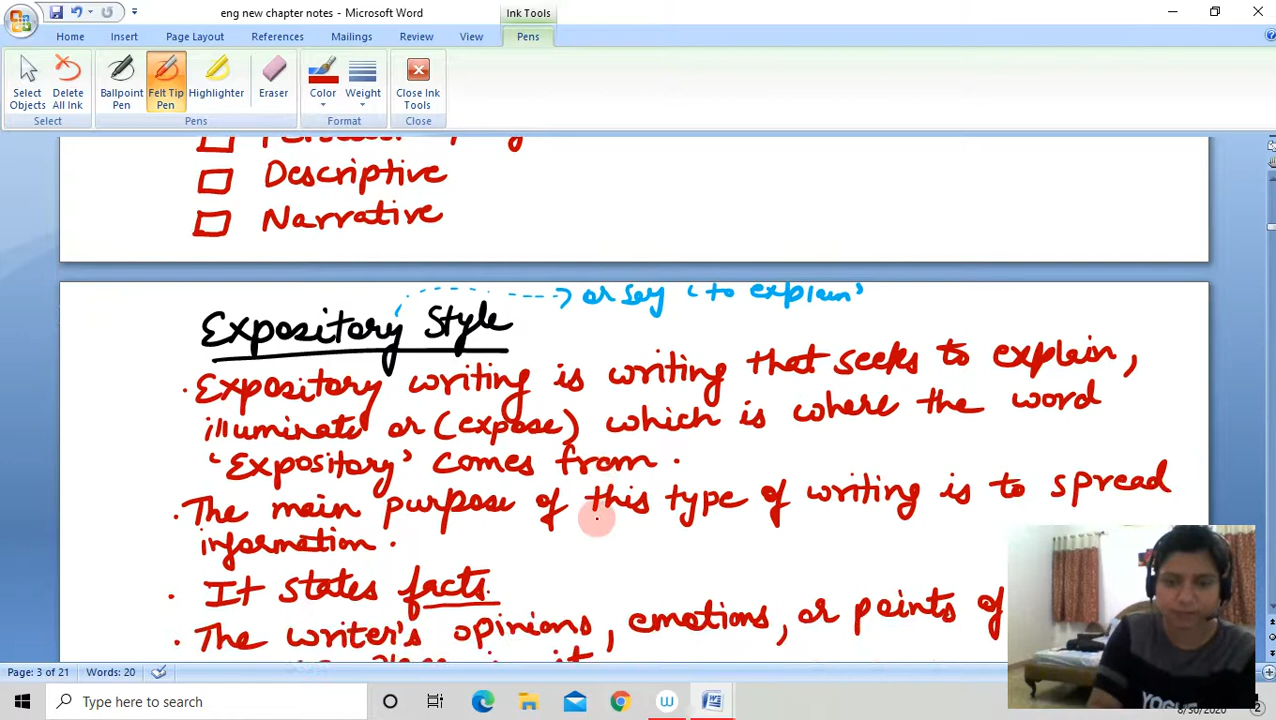 eng new chapter notes - Microsoft Word
Ink Tools
Home Insert Page Layout References Mailings Review View Pens
Select Objects
Delete All Ink
Ballpoint Pen
Felt Tip Pen
Highlighter
Eraser
Color
Weight
Close Ink Tools
Select Pens Format Close
Descriptive
Narrative
or say 'to explain'
Expository Style
. Expository writing is writing that seeks to explain,
illuminate or (expose) which is where the word
'Expository' comes from .
. The main purpose of this type of writing is to spread
information .
. It states facts.
. The writer's opinions, emotions, or points of
Page: 3 of 21 Words: 20
Type here to search
8/30/2020
YOGUE